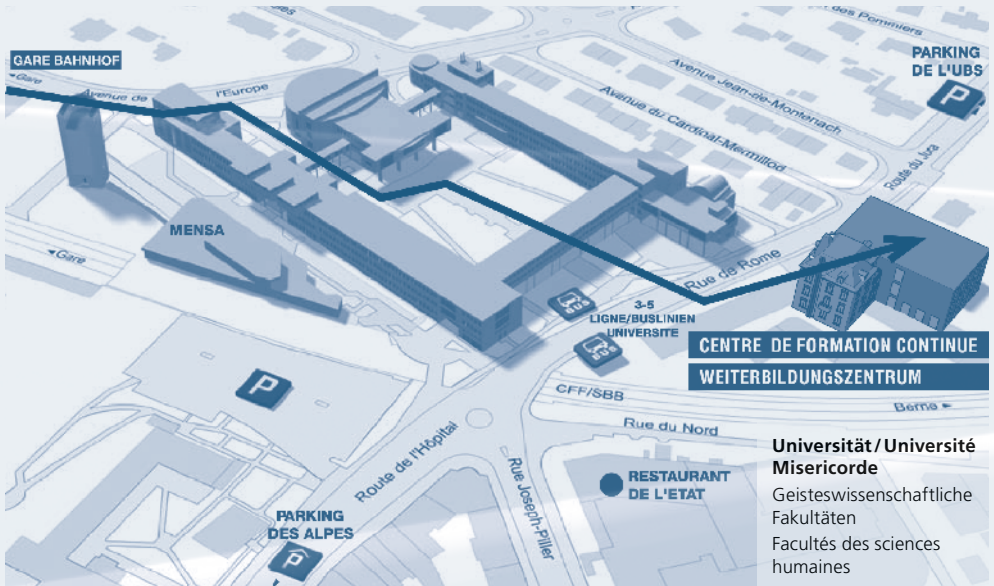 des Pommiers
PARKING
DE L'UBS
P
GARE BAHNHOF
Gare
Avenue de l'Europe
Avenue Jean-de-Montenach
Avenue du Cardinal-Mermillod
Route du Jura
MENSA
Gare
Rue de Rome
BUS
3-5
LIGNE/BUSLINIEN
UNIVERSITE
BUS
CENTRE DE FORMATION CONTINUE
WEITERBILDUNGSZENTRUM
P
CFF/SBB
Berne
Rue du Nord
Route de l'Hôpital
Rue Joseph-Piller
RESTAURANT
DE L'ETAT
PARKING
DES ALPES
P
Universität / Université
Misericorde
Geisteswissenschaftliche
Fakultäten
Facultés des sciences
humaines